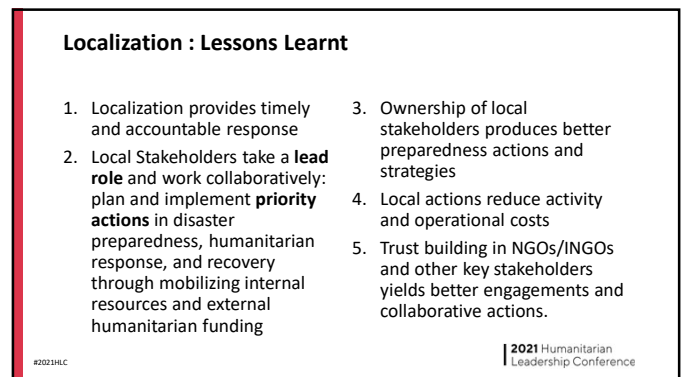 Localization : Lessons Learnt
1. Localization provides timely
and accountable response
2. Local Stakeholders take a lead
role and work collaboratively:
plan and implement priority
actions in disaster
preparedness, humanitarian
response, and recovery
through mobilizing internal
resources and external
humanitarian funding
3. Ownership of local
stakeholders produces better
preparedness actions and
strategies
4. Local actions reduce activity
and operational costs
5. Trust building in NGOs/INGOs
and other key stakeholders
yields better engagements and
collaborative actions.
#2021HLC
2021 Humanitarian
Leadership Conference